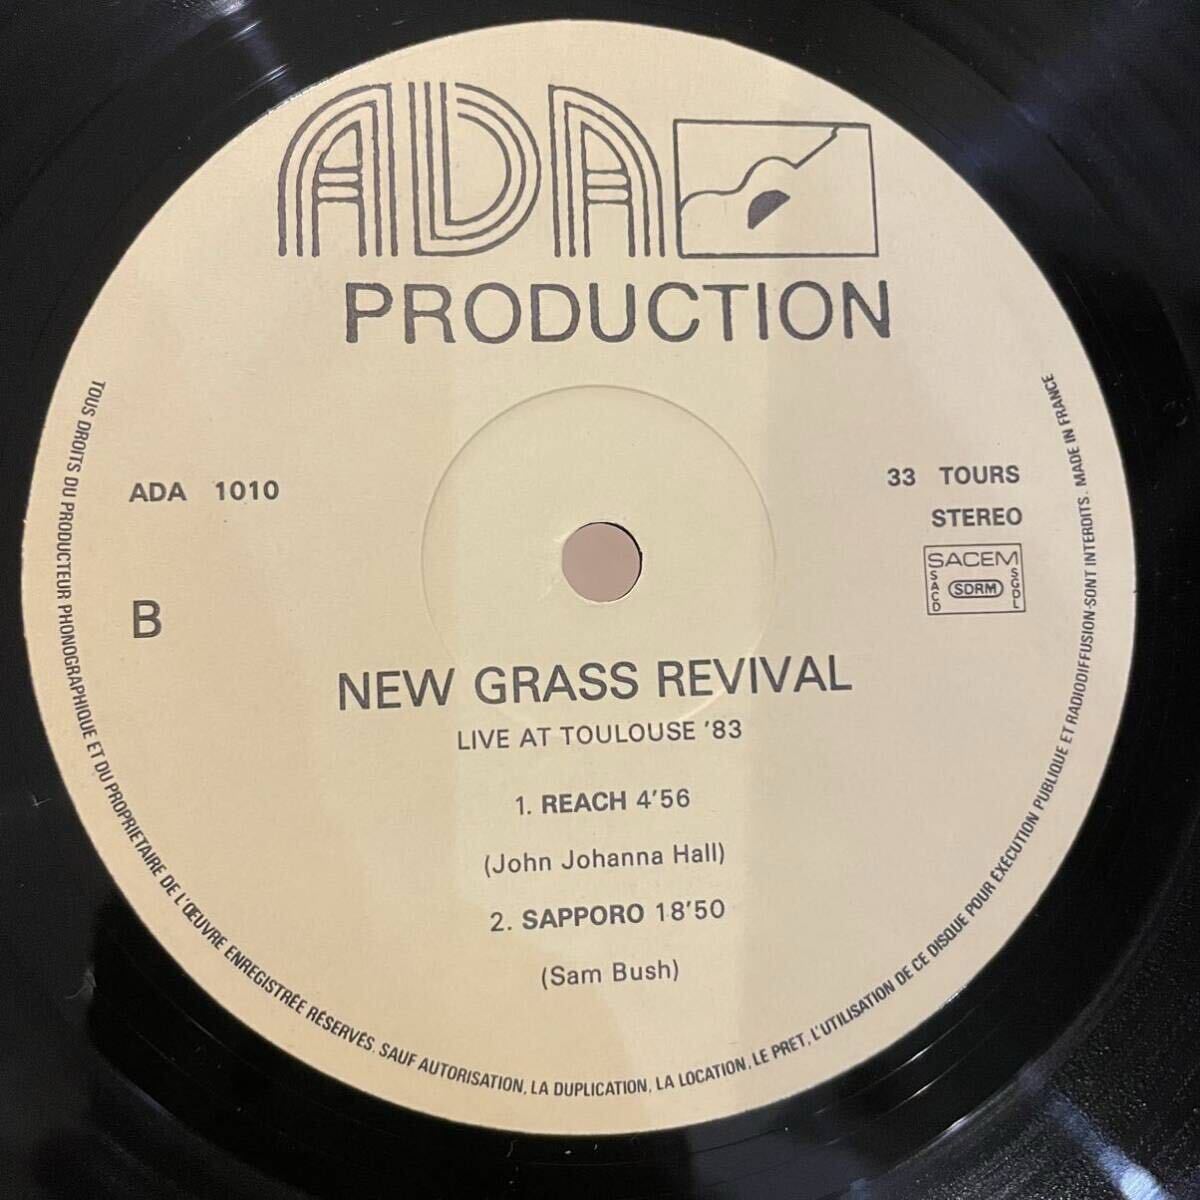 ADA
PRODUCTION
ADA 1010
33 TOURS
STEREO
SACEM
SACD
SDRM
SGDL
B
NEW GRASS REVIVAL
LIVE AT TOULOUSE '83
1. REACH 4'56
(John Johanna Hall)
2. SAPPORO 18'50
(Sam Bush)
TOUS DROITS DU PRODUCTEUR PHONOGRAPHIQUE ET DU PROPRIETAIRE DE L'ŒUVRE ENREGISTRÉE RÉSERVÉS. SAUF AUTORISATION, LA DUPLICATION, LA LOCATION, LE PRET, L'UTILISATION DE CE DISQUE POUR EXÉCUTION PUBLIQUE ET RADIODIFFUSION SONT INTERDITS. MADE IN FRANCE